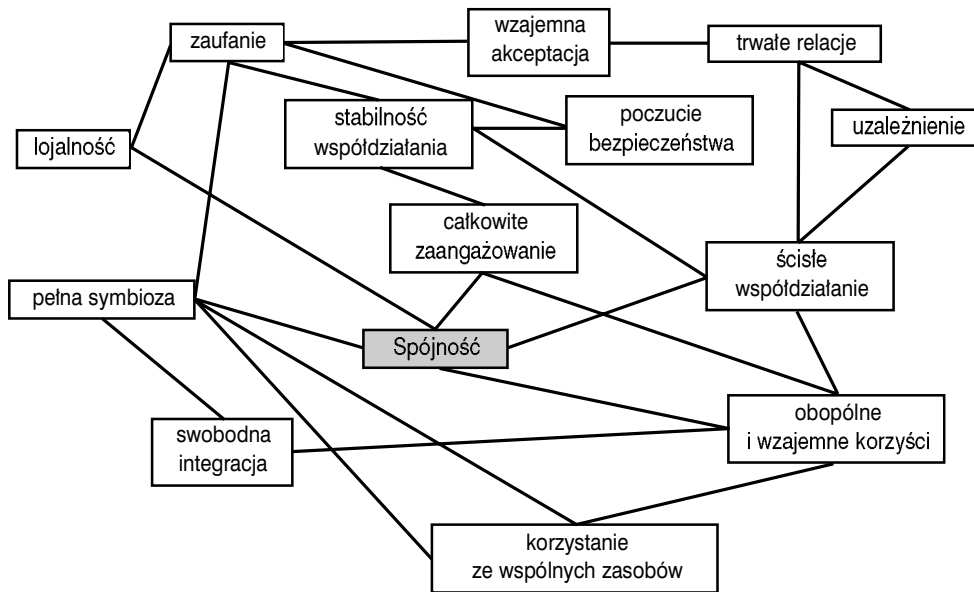 zaufanie
wzajemna
akceptacja
trwałe relacje
stabilność
współdziałania
poczucie
bezpieczeństwa
uzależnienie
lojalność
całkowite
zaangażowanie
ścisłe
współdziałanie
pełna symbioza
Spójność
obopólne
i wzajemne korzyści
swobodna
integracja
korzystanie
ze wspólnych zasobów